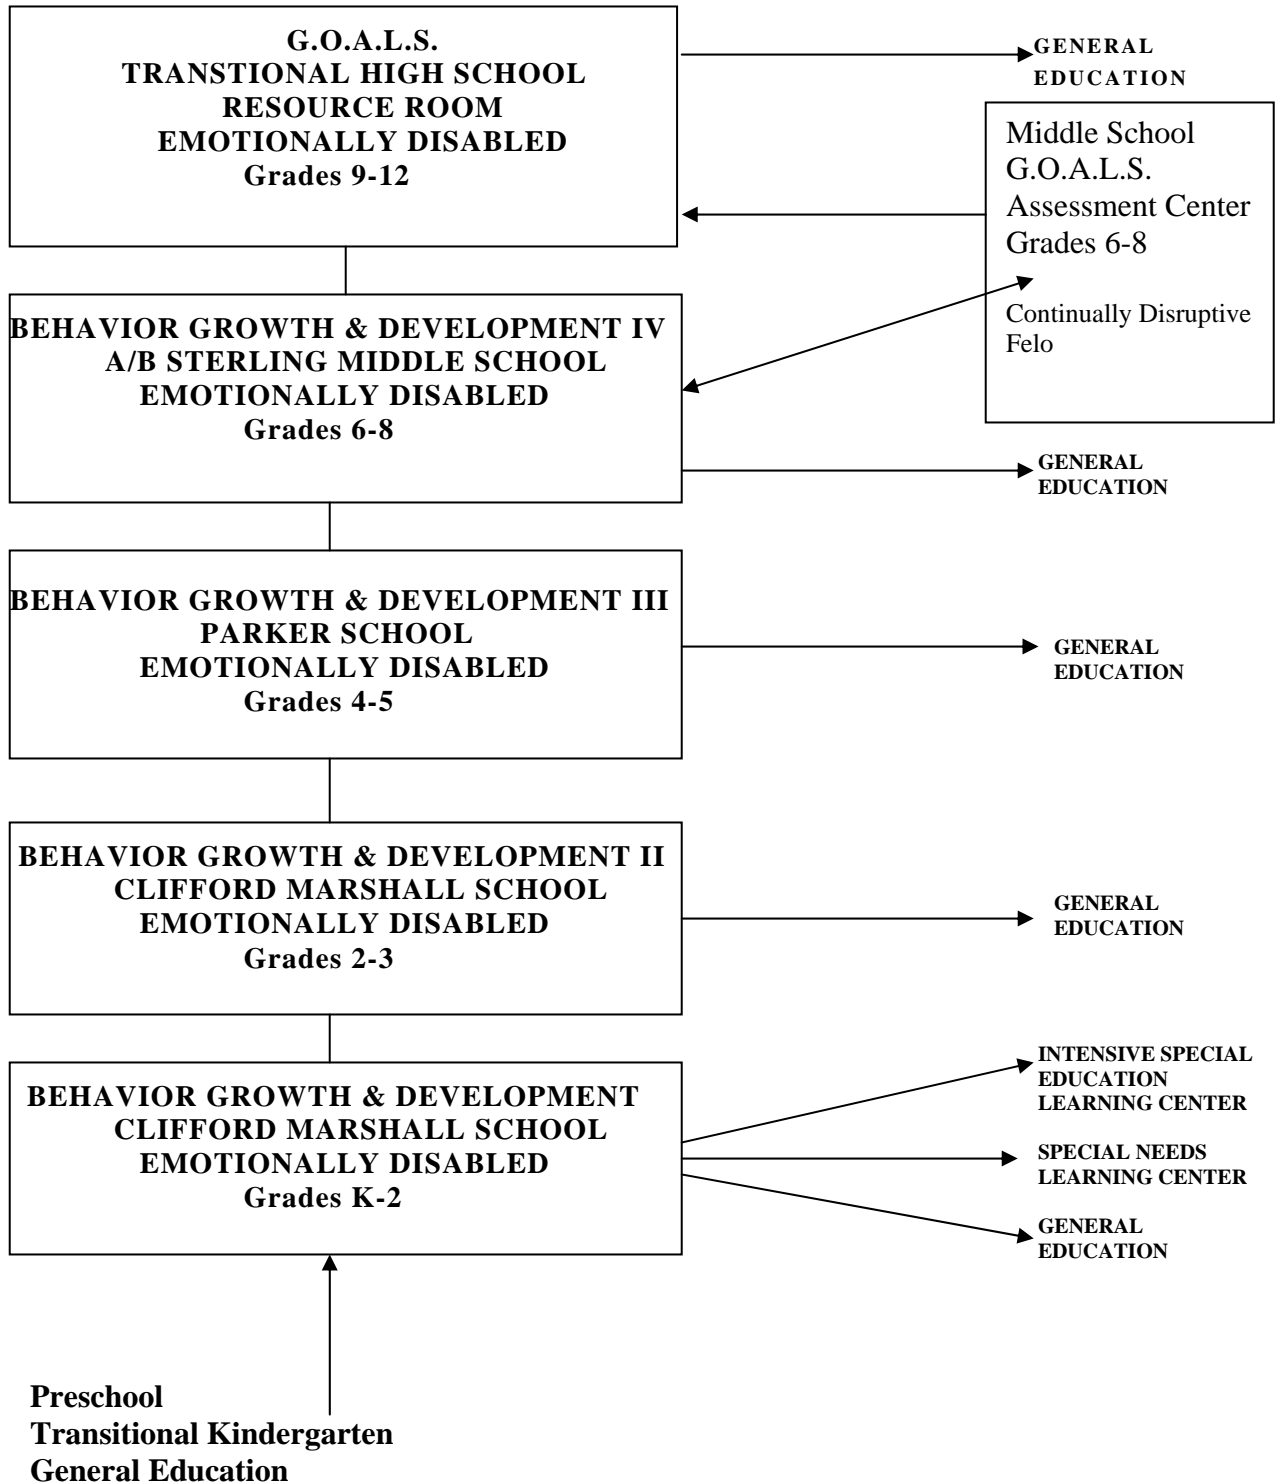 G.O.A.L.S.
TRANSTIONAL HIGH SCHOOL
RESOURCE ROOM
EMOTIONALLY DISABLED
Grades 9-12
GENERAL
EDUCATION
Middle School
G.O.A.L.S.
Assessment Center
Grades 6-8
Continually Disruptive
Felo
BEHAVIOR GROWTH & DEVELOPMENT IV
A/B STERLING MIDDLE SCHOOL
EMOTIONALLY DISABLED
Grades 6-8
GENERAL
EDUCATION
BEHAVIOR GROWTH & DEVELOPMENT III
PARKER SCHOOL
EMOTIONALLY DISABLED
Grades 4-5
GENERAL
EDUCATION
BEHAVIOR GROWTH & DEVELOPMENT II
CLIFFORD MARSHALL SCHOOL
EMOTIONALLY DISABLED
Grades 2-3
GENERAL
EDUCATION
BEHAVIOR GROWTH & DEVELOPMENT
CLIFFORD MARSHALL SCHOOL
EMOTIONALLY DISABLED
Grades K-2
INTENSIVE SPECIAL
EDUCATION
LEARNING CENTER
SPECIAL NEEDS
LEARNING CENTER
GENERAL
EDUCATION
Preschool
Transitional Kindergarten
General Education